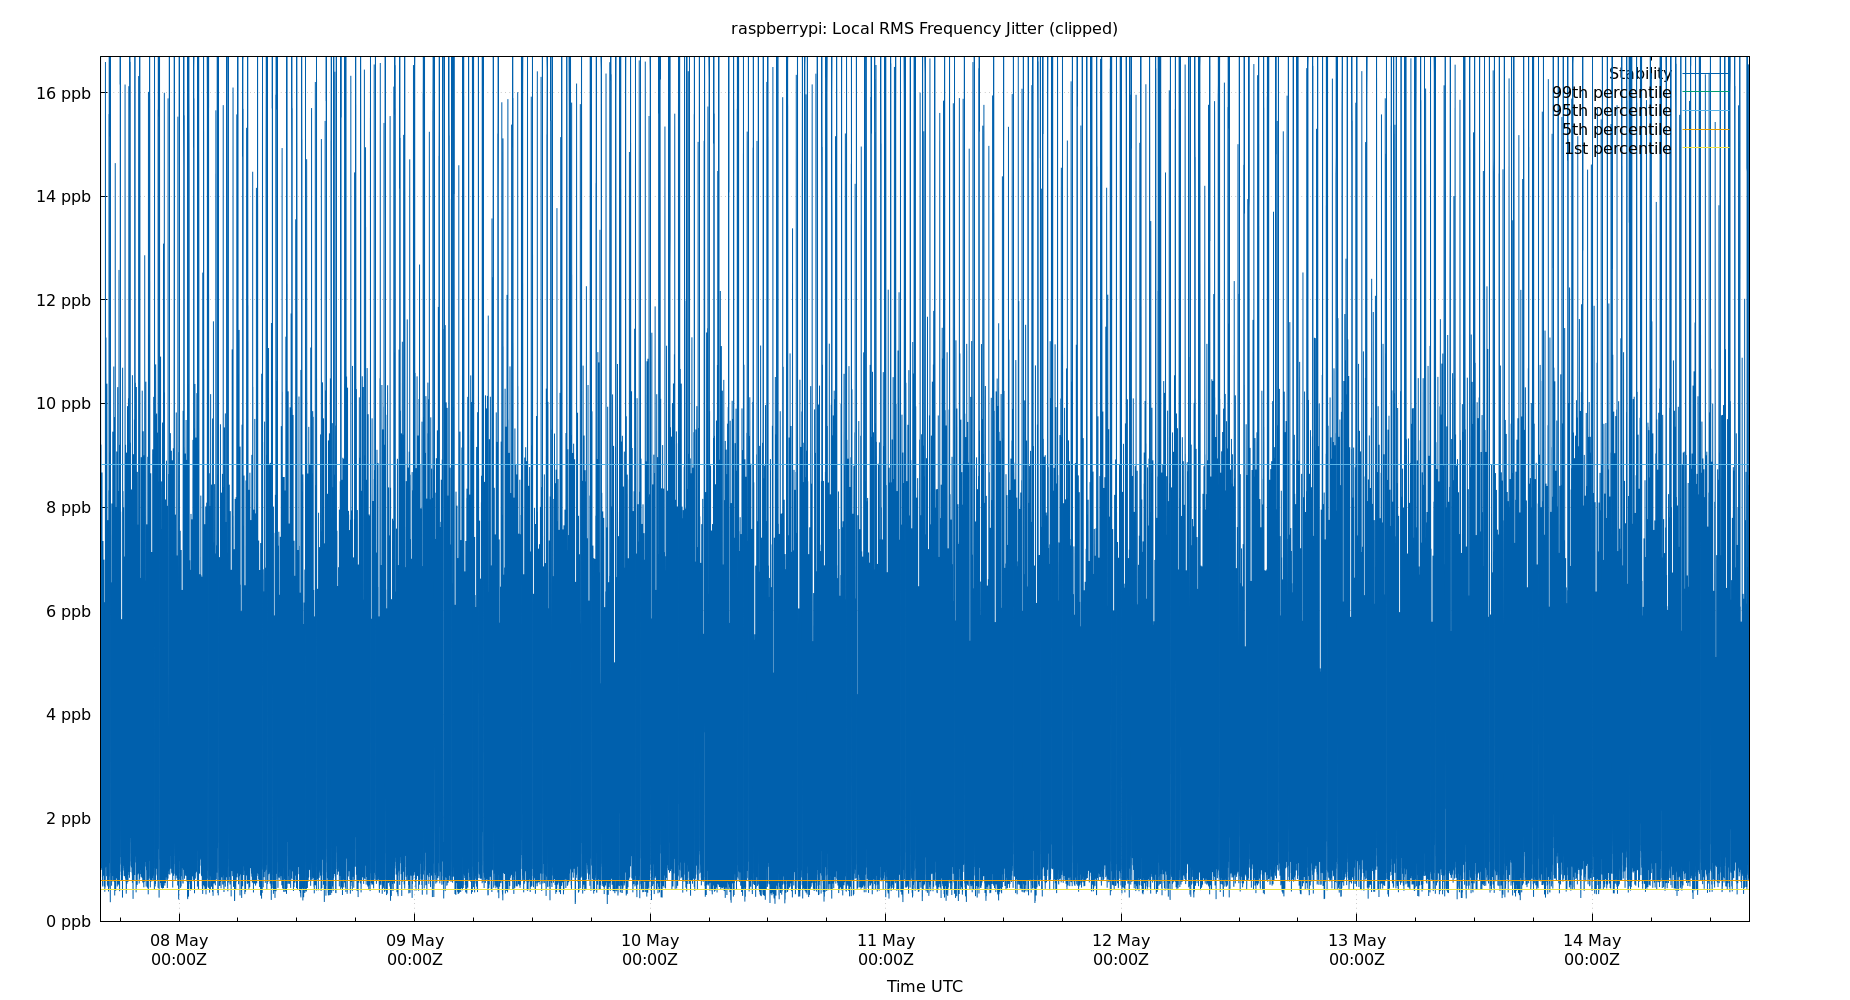 raspberrypi: Local RMS Frequency Jitter (clipped)
16 ppb
14 ppb
12 ppb
10 ppb
8 ppb
6 ppb
4 ppb
2 ppb
0 ppb
Stability
99th percentile
95th percentile
5th percentile
1st percentile
08 May
00:00Z
09 May
00:00Z
10 May
00:00Z
11 May
00:00Z
12 May
00:00Z
13 May
00:00Z
14 May
00:00Z
Time UTC